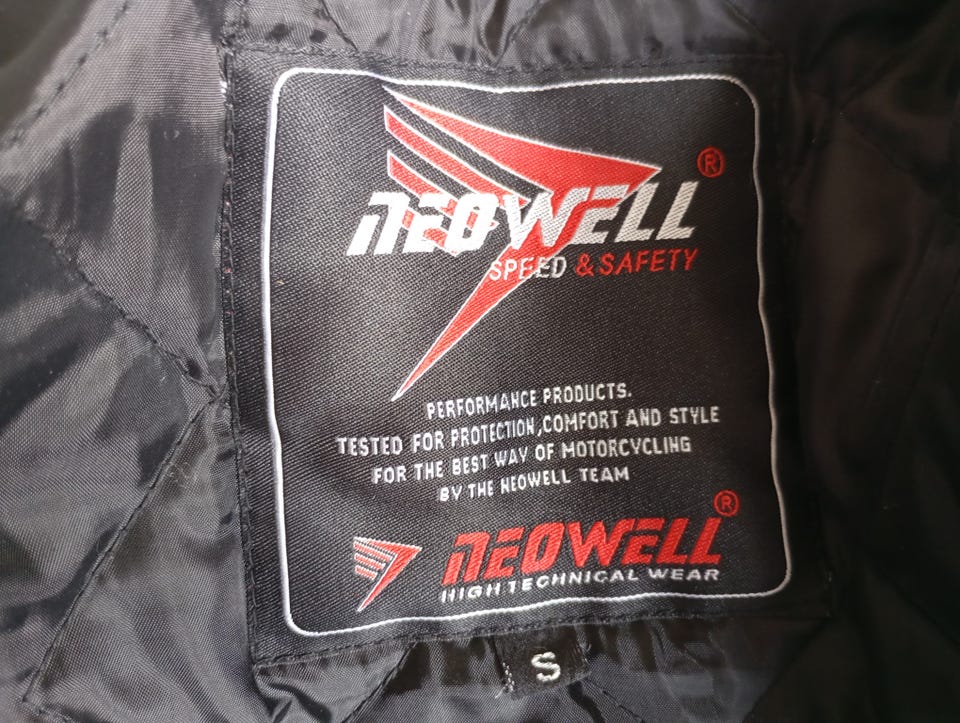 NEOWELL ®
SPEED & SAFETY
PERFORMANCE PRODUCTS.
TESTED FOR PROTECTION,COMFORT AND STYLE
FOR THE BEST WAY OF MOTORCYCLING
BY THE NEOWELL TEAM
NEOWELL ®
HIGH TECHNICAL WEAR
S